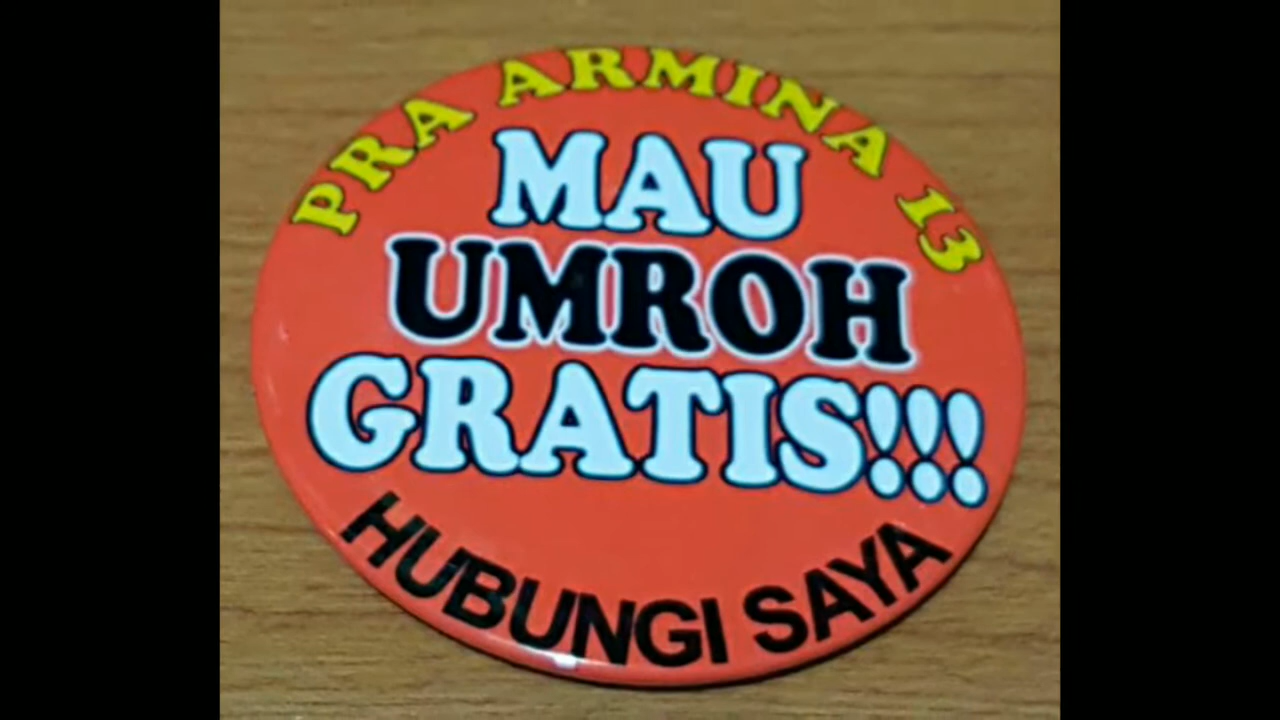 PRA ARMINA 13
MAU
UMROH
GRATIS!!!
HUBUNGI SAYA